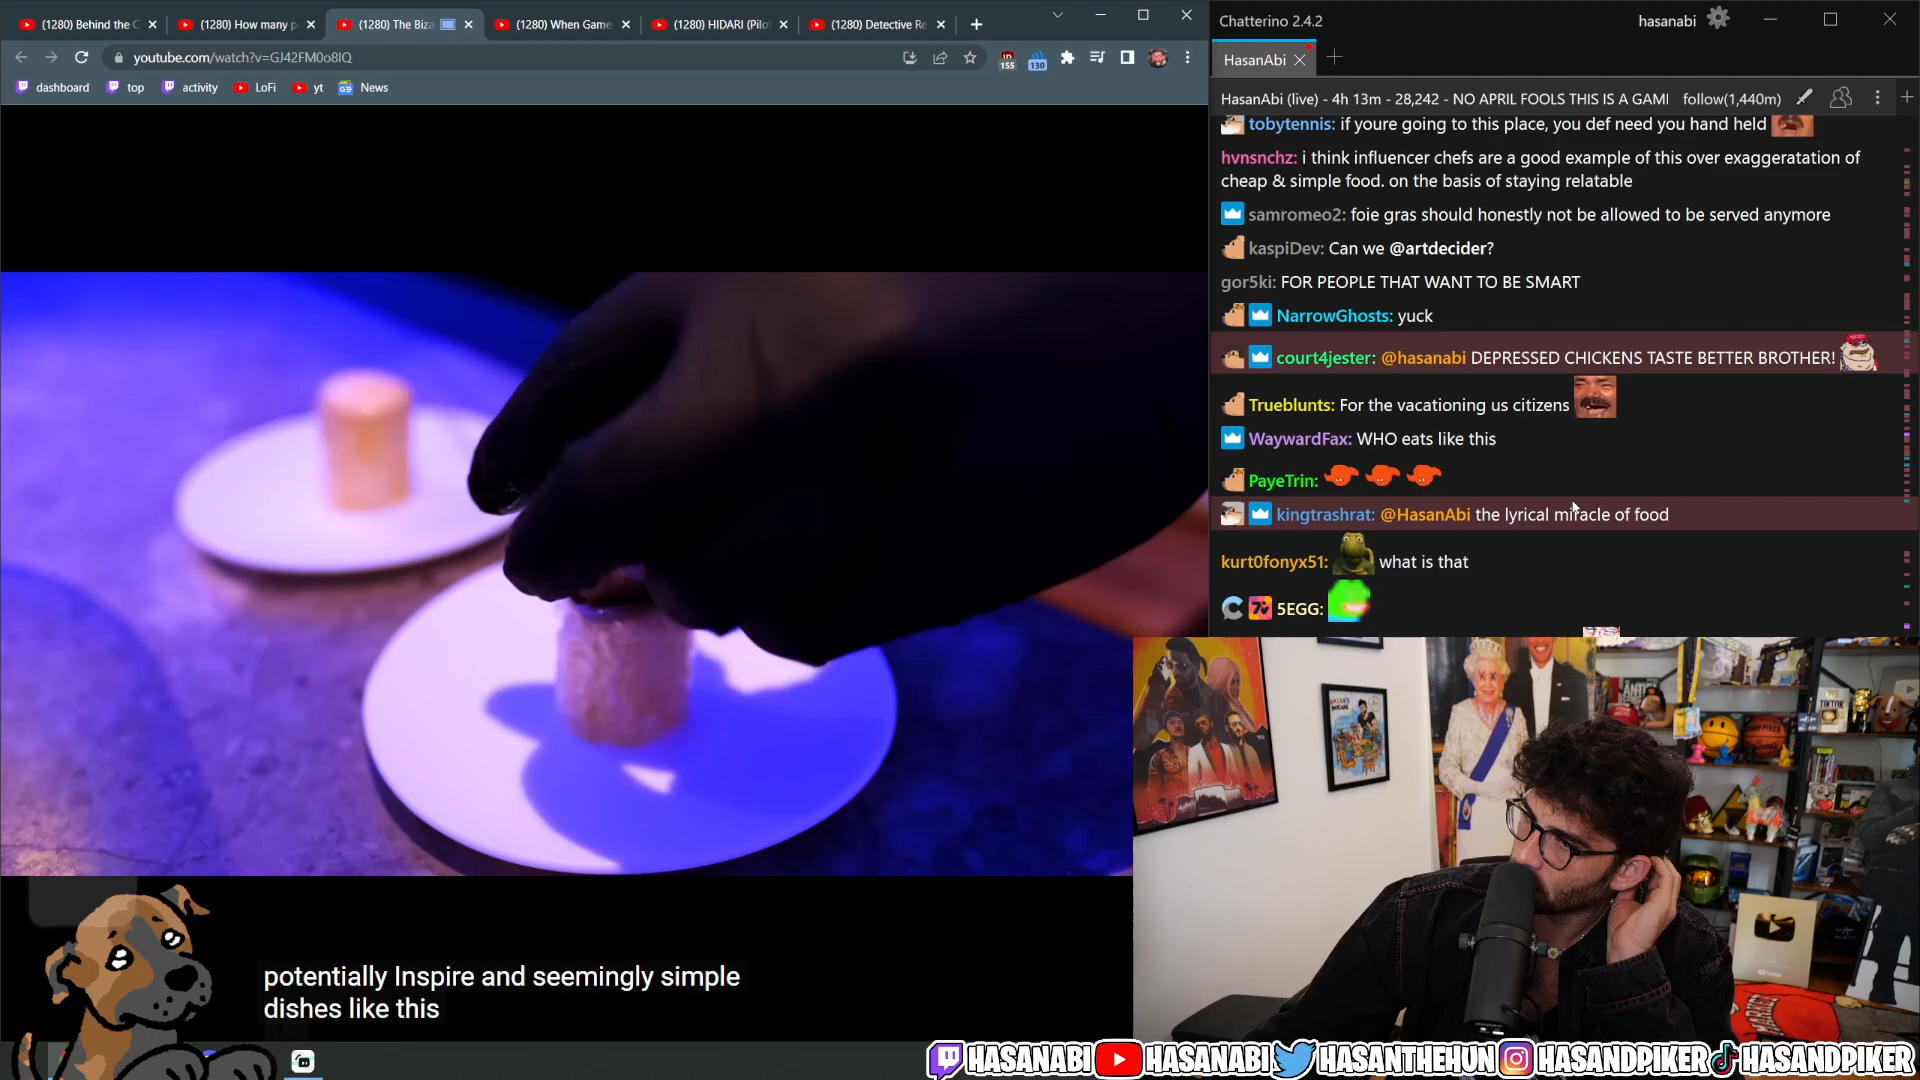 (1280) Behind the C
(1280) How many p
(1280) The Biza
(1280) When Game
(1280) HIDARI (Pilo
(1280) Detective Re
youtube.com/watch?v=GJ42FM0o8IQ
155
130
dashboard
top
activity
LoFi
yt
News
Chatterino 2.4.2
hasanabi
HasanAbi
HasanAbi (live) - 4h 13m - 28,242 - NO APRIL FOOLS THIS IS A GAMI
follow(1,440m)
tobytennis: if youre going to this place, you def need you hand held
hvnsnchz: i think influencer chefs are a good example of this over exaggeratation of
cheap & simple food. on the basis of staying relatable
samromeo2: foie gras should honestly not be allowed to be served anymore
kaspiDev: Can we @artdecider?
gor5ki: FOR PEOPLE THAT WANT TO BE SMART
NarrowGhosts: yuck
court4jester: @hasanabi DEPRESSED CHICKENS TASTE BETTER BROTHER!
Trueblunts: For the vacationing us citizens
WaywardFax: WHO eats like this
PayeTrin:
kingtrashrat: @HasanAbi the lyrical miracle of food
kurt0fonyx51: what is that
5EGG:
potentially Inspire and seemingly simple
dishes like this
HASANABI
HASANABI
HASANTHEHUN
HASANDPIKER
HASANDPIKER